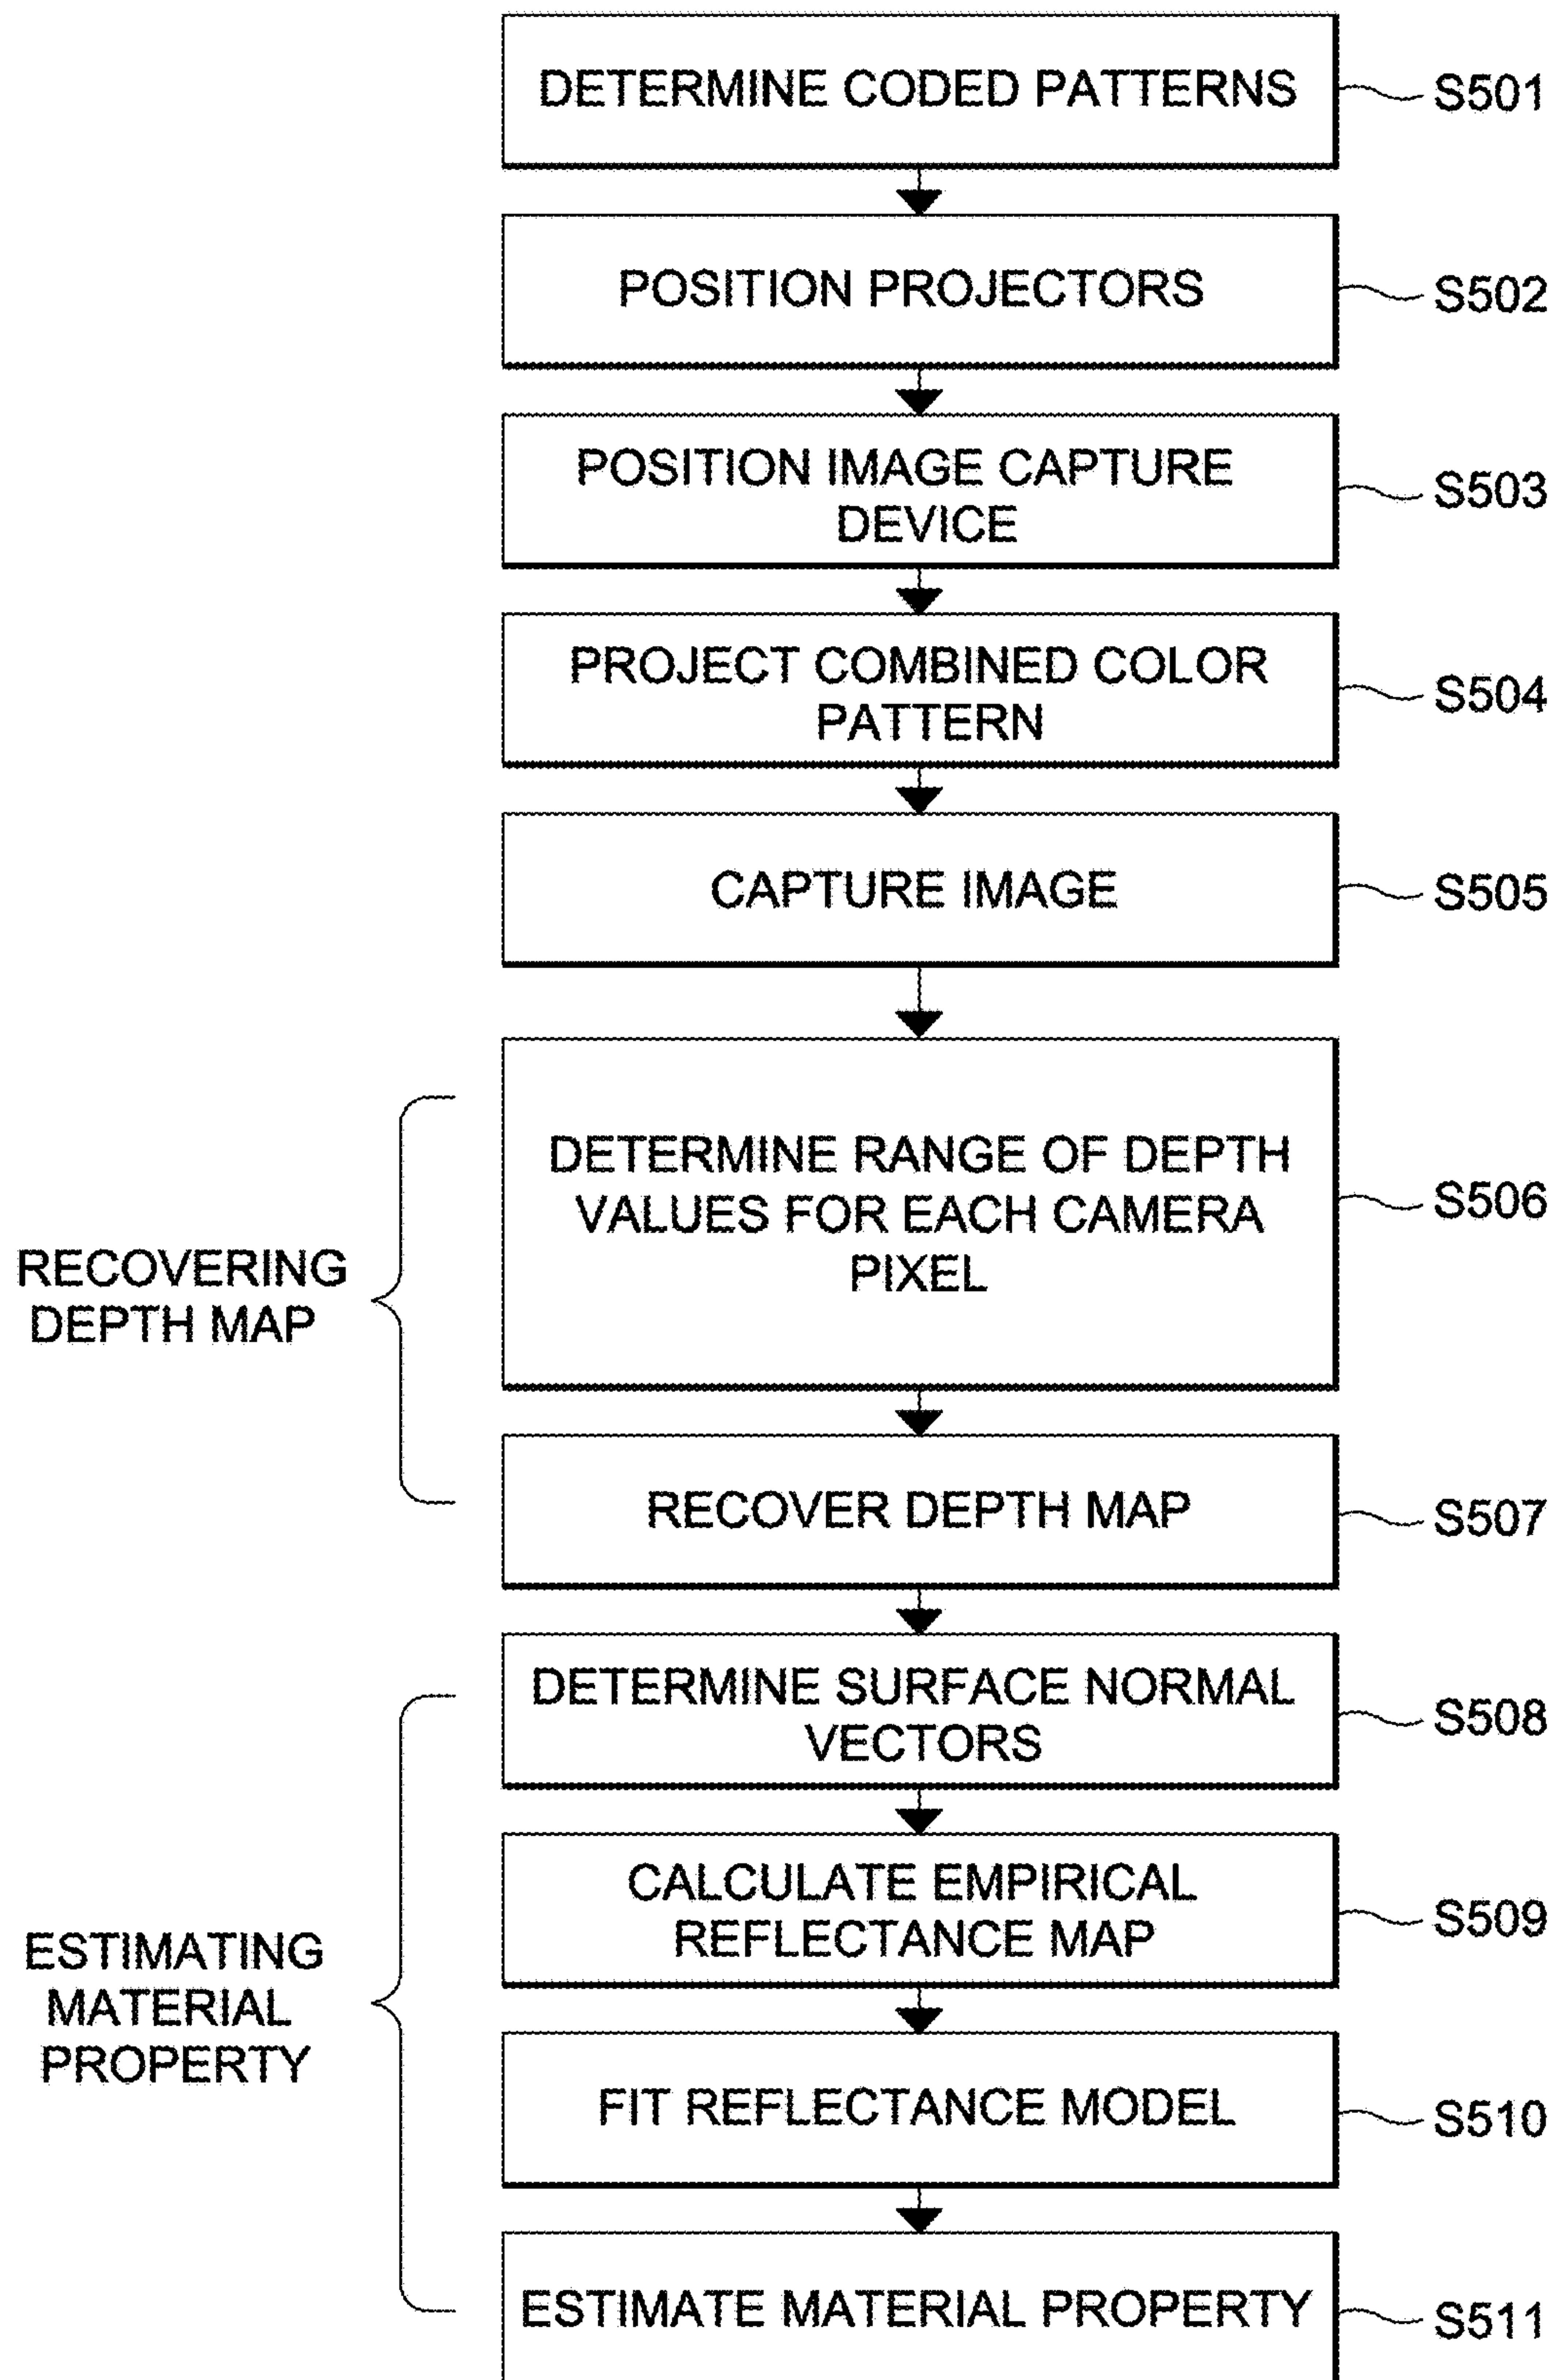 DETERMINE CODED PATTERNS
S501
POSITION PROJECTORS
S502
POSITION IMAGE CAPTURE
DEVICE
S503
PROJECT COMBINED COLOR
PATTERN
S504
CAPTURE IMAGE
S505
RECOVERING
DEPTH MAP
DETERMINE RANGE OF DEPTH
VALUES FOR EACH CAMERA
PIXEL
S506
RECOVER DEPTH MAP
S507
ESTIMATING
MATERIAL
PROPERTY
DETERMINE SURFACE NORMAL
VECTORS
S508
CALCULATE EMPIRICAL
REFLECTANCE MAP
S509
FIT REFLECTANCE MODEL
S510
ESTIMATE MATERIAL PROPERTY
S511